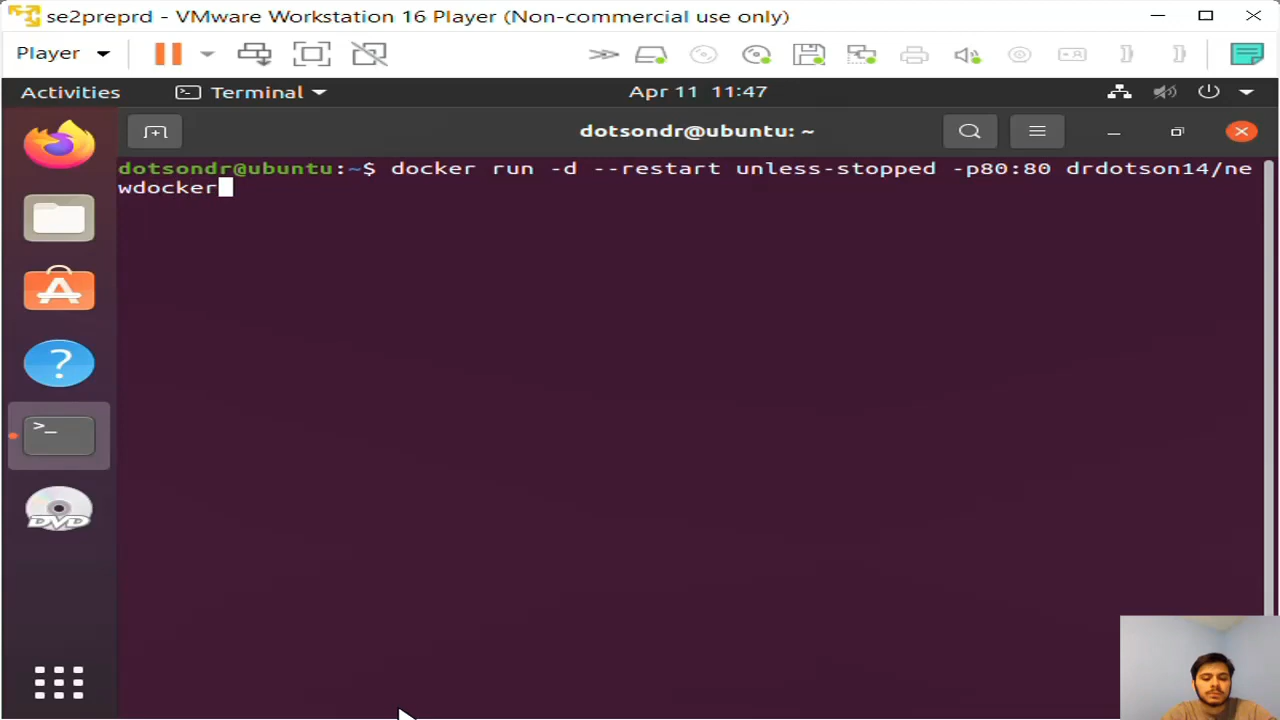 se2preprd - VMware Workstation 16 Player (Non-commercial use only)
Player
Activities
Terminal
Apr 11 11:47
dotsondr@ubuntu: ~
dotsondr@ubuntu:~$ docker run -d --restart unless-stopped -p80:80 drdotson14/ne
wdocker
DVD